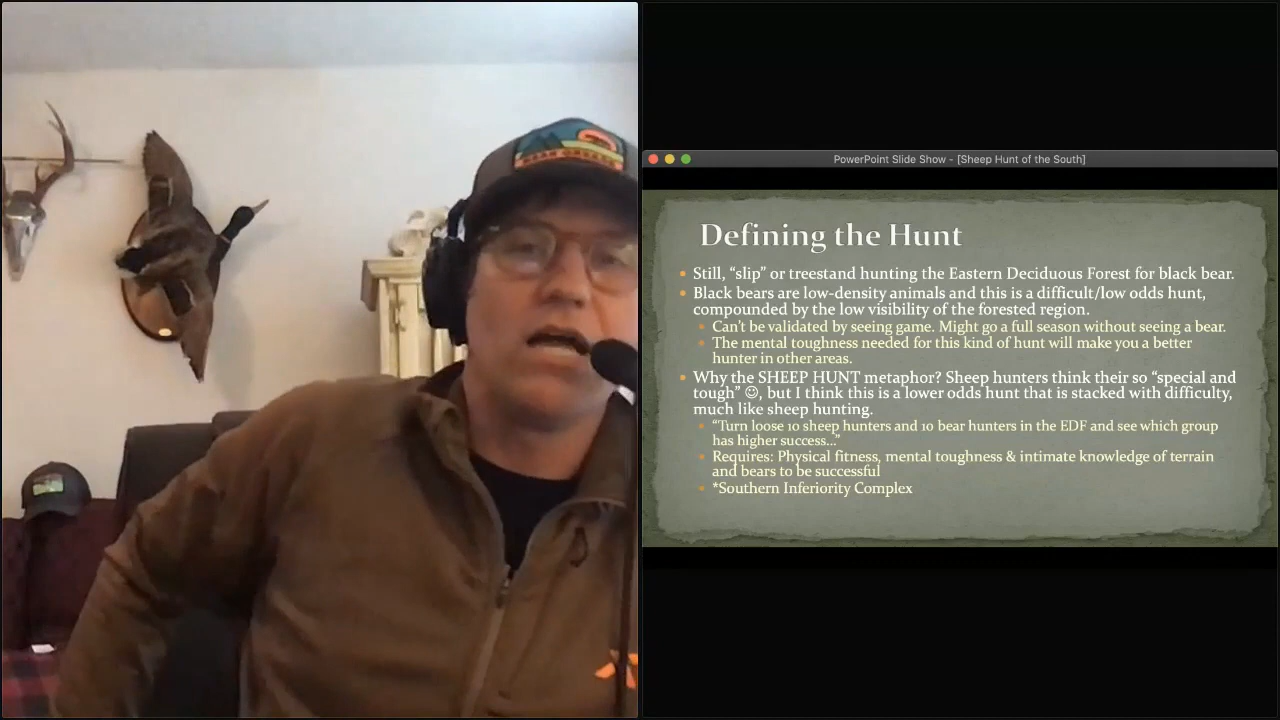 BEAR GREASE
PowerPoint Slide Show - [Sheep Hunt of the South]
Defining the Hunt
Still, “slip” or treestand hunting the Eastern Deciduous Forest for black bear.
Black bears are low-density animals and this is a difficult/low odds hunt,
compounded by the low visibility of the forested region.
Can’t be validated by seeing game. Might go a full season without seeing a bear.
The mental toughness needed for this kind of hunt will make you a better
hunter in other areas.
Why the SHEEP HUNT metaphor? Sheep hunters think their so “special and
tough” ☺, but I think this is a lower odds hunt that is stacked with difficulty,
much like sheep hunting.
“Turn loose 10 sheep hunters and 10 bear hunters in the EDF and see which group
has higher success...”
Requires: Physical fitness, mental toughness & intimate knowledge of terrain
and bears to be successful
*Southern Inferiority Complex